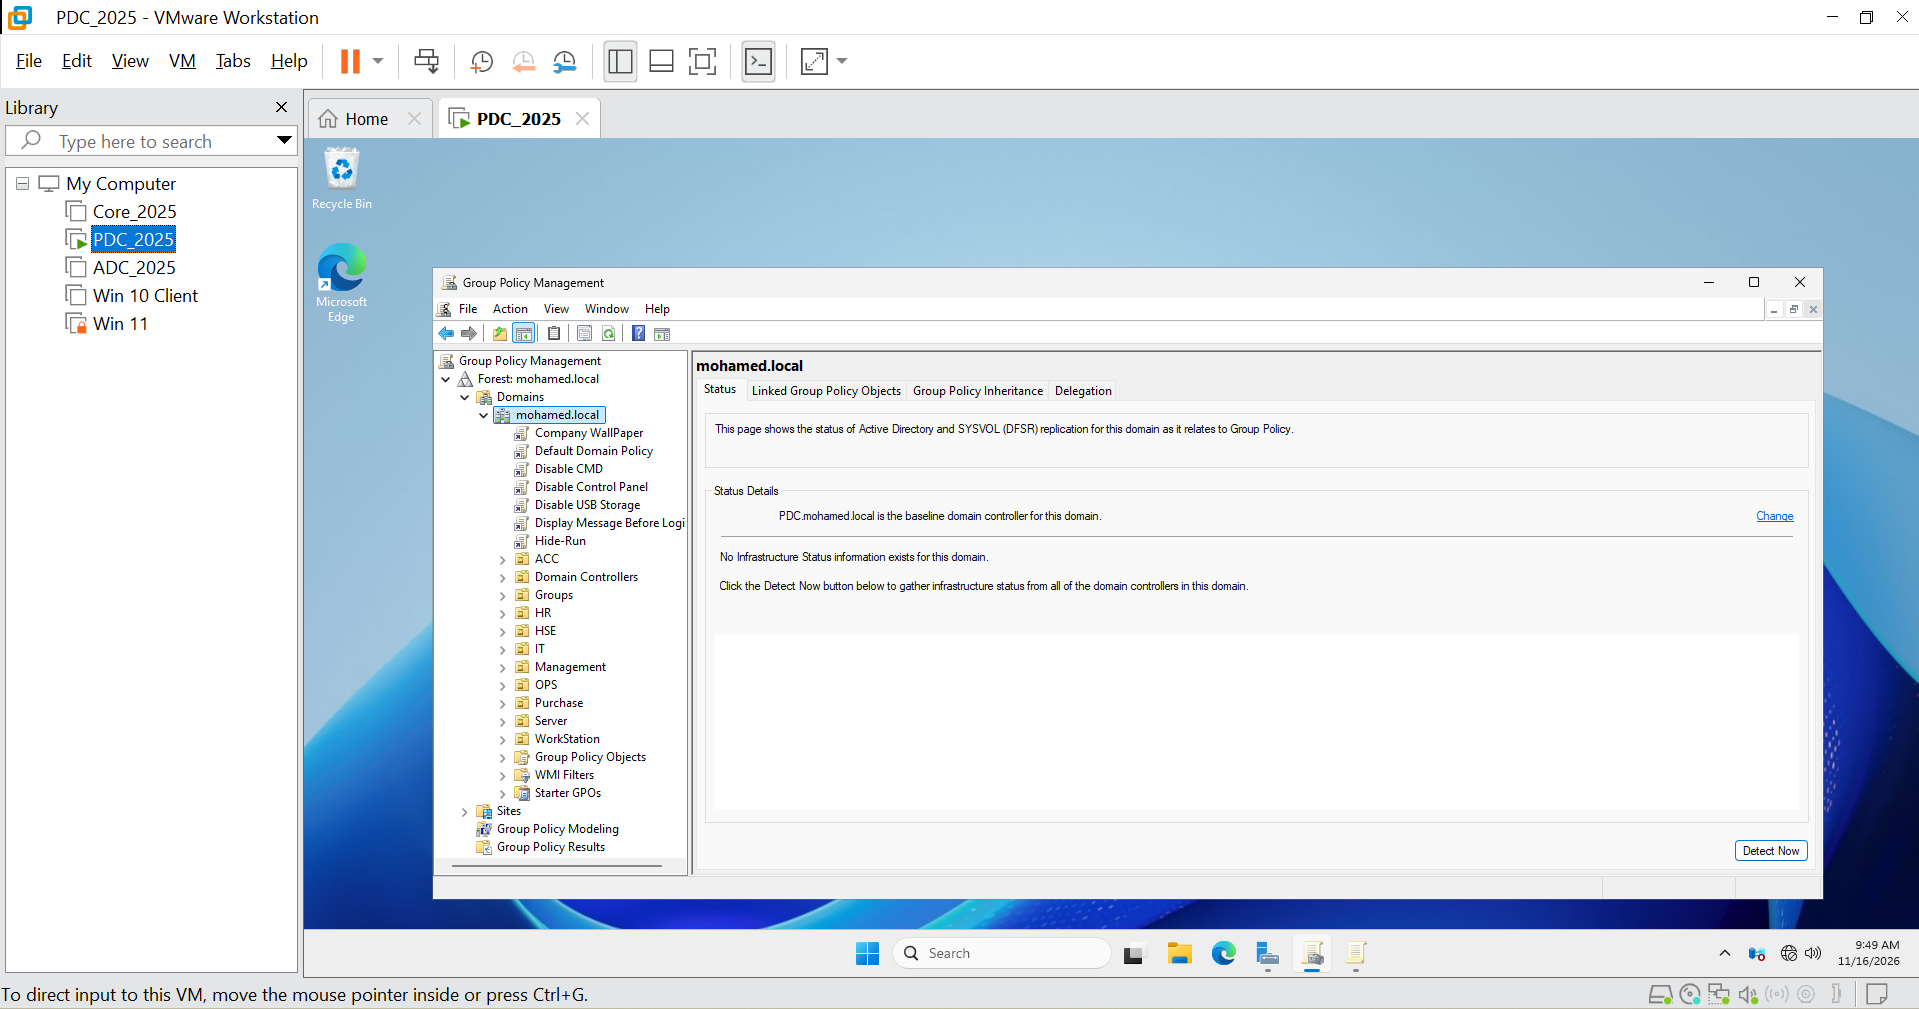 PDC_2025 - VMware Workstation
File Edit View VM Tabs Help
Library
Type here to search
My Computer
Core_2025
PDC_2025
ADC_2025
Win 10 Client
Win 11
Home
PDC_2025
Recycle Bin
Microsoft
Edge
Group Policy Management
File Action View Window Help
Group Policy Management
Forest: mohamed.local
Domains
mohamed.local
Company WallPaper
Default Domain Policy
Disable CMD
Disable Control Panel
Disable USB Storage
Display Message Before Logi
Hide-Run
ACC
Domain Controllers
Groups
HR
HSE
IT
Management
OPS
Purchase
Server
WorkStation
Group Policy Objects
WMI Filters
Starter GPOs
Sites
Group Policy Modeling
Group Policy Results
mohamed.local
Status Linked Group Policy Objects Group Policy Inheritance Delegation
This page shows the status of Active Directory and SYSVOL (DFSR) replication for this domain as it relates to Group Policy.
Status Details
PDC.mohamed.local is the baseline domain controller for this domain.
Change
No Infrastructure Status information exists for this domain.
Click the Detect Now button below to gather infrastructure status from all of the domain controllers in this domain.
Detect Now
Search
9:49 AM
11/16/2026
To direct input to this VM, move the mouse pointer inside or press Ctrl+G.